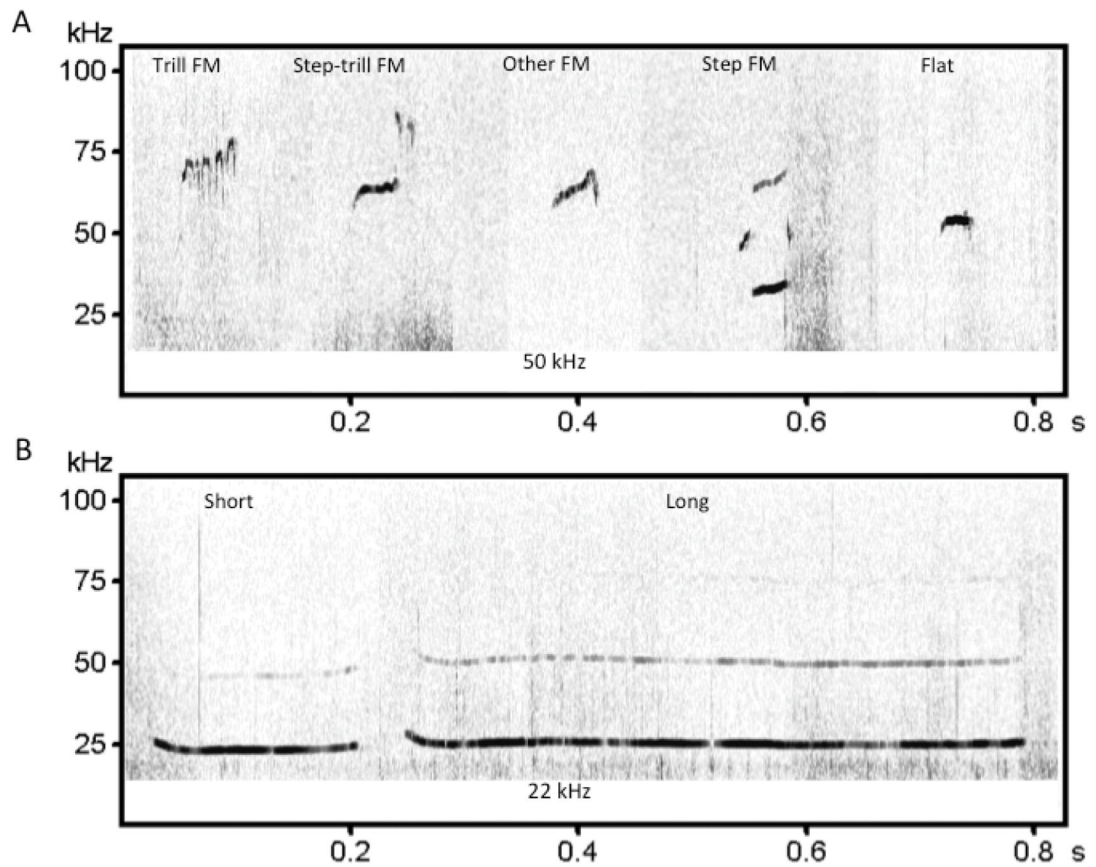 A
kHz
Trill FM Step-trill FM Other FM Step FM Flat
100
75
50
25
50 kHz
0.2 0.4 0.6 0.8 s
B
kHz
Short Long
100
75
50
25
22 kHz
0.2 0.4 0.6 0.8 s